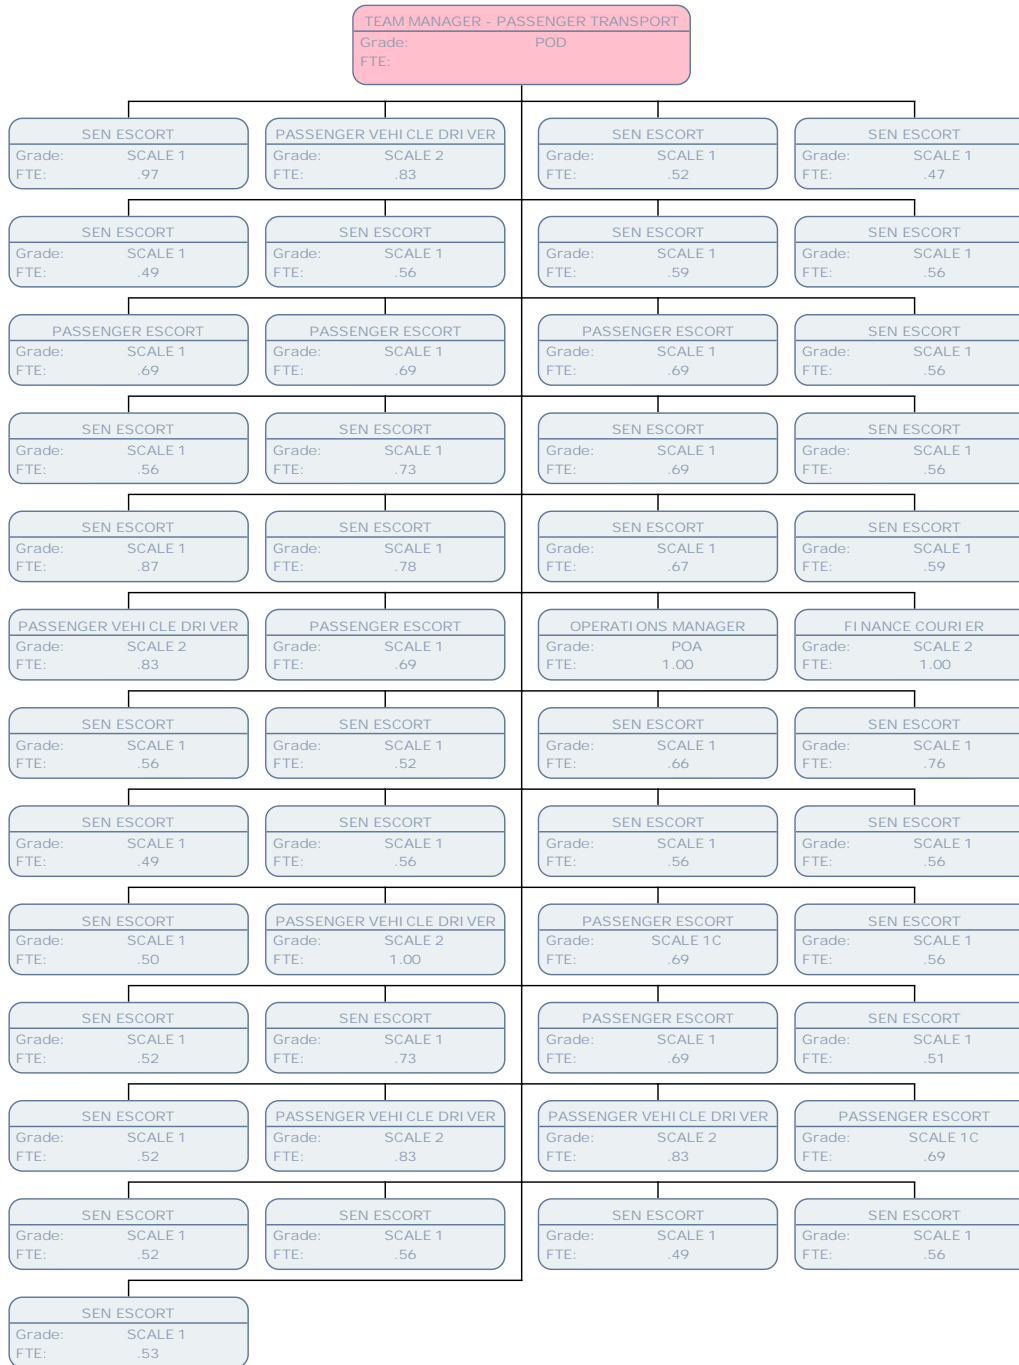 TEAM MANAGER - PASSENGER TRANSPORT
Grade: POD
FTE:
SEN ESCORT
Grade: SCALE 1
FTE: .97
PASSENGER VEHICLE DRIVER
Grade: SCALE 2
FTE: .83
SEN ESCORT
Grade: SCALE 1
FTE: .52
SEN ESCORT
Grade: SCALE 1
FTE: .47
SEN ESCORT
Grade: SCALE 1
FTE: .49
SEN ESCORT
Grade: SCALE 1
FTE: .56
SEN ESCORT
Grade: SCALE 1
FTE: .59
SEN ESCORT
Grade: SCALE 1
FTE: .56
PASSENGER ESCORT
Grade: SCALE 1
FTE: .69
PASSENGER ESCORT
Grade: SCALE 1
FTE: .69
PASSENGER ESCORT
Grade: SCALE 1
FTE: .69
SEN ESCORT
Grade: SCALE 1
FTE: .56
SEN ESCORT
Grade: SCALE 1
FTE: .56
SEN ESCORT
Grade: SCALE 1
FTE: .73
SEN ESCORT
Grade: SCALE 1
FTE: .69
SEN ESCORT
Grade: SCALE 1
FTE: .56
SEN ESCORT
Grade: SCALE 1
FTE: .87
SEN ESCORT
Grade: SCALE 1
FTE: .78
SEN ESCORT
Grade: SCALE 1
FTE: .67
SEN ESCORT
Grade: SCALE 1
FTE: .59
PASSENGER VEHICLE DRIVER
Grade: SCALE 2
FTE: .83
PASSENGER ESCORT
Grade: SCALE 1
FTE: .69
OPERATIONS MANAGER
Grade: POA
FTE: 1.00
FINANCE COURIER
Grade: SCALE 2
FTE: 1.00
SEN ESCORT
Grade: SCALE 1
FTE: .56
SEN ESCORT
Grade: SCALE 1
FTE: .52
SEN ESCORT
Grade: SCALE 1
FTE: .66
SEN ESCORT
Grade: SCALE 1
FTE: .76
SEN ESCORT
Grade: SCALE 1
FTE: .49
SEN ESCORT
Grade: SCALE 1
FTE: .56
SEN ESCORT
Grade: SCALE 1
FTE: .56
SEN ESCORT
Grade: SCALE 1
FTE: .56
SEN ESCORT
Grade: SCALE 1
FTE: .50
PASSENGER VEHICLE DRIVER
Grade: SCALE 2
FTE: 1.00
PASSENGER ESCORT
Grade: SCALE 1C
FTE: .69
SEN ESCORT
Grade: SCALE 1
FTE: .56
SEN ESCORT
Grade: SCALE 1
FTE: .52
SEN ESCORT
Grade: SCALE 1
FTE: .73
PASSENGER ESCORT
Grade: SCALE 1
FTE: .69
SEN ESCORT
Grade: SCALE 1
FTE: .51
SEN ESCORT
Grade: SCALE 1
FTE: .52
PASSENGER VEHICLE DRIVER
Grade: SCALE 2
FTE: .83
PASSENGER VEHICLE DRIVER
Grade: SCALE 2
FTE: .83
PASSENGER ESCORT
Grade: SCALE 1C
FTE: .69
SEN ESCORT
Grade: SCALE 1
FTE: .52
SEN ESCORT
Grade: SCALE 1
FTE: .56
SEN ESCORT
Grade: SCALE 1
FTE: .49
SEN ESCORT
Grade: SCALE 1
FTE: .56
SEN ESCORT
Grade: SCALE 1
FTE: .53